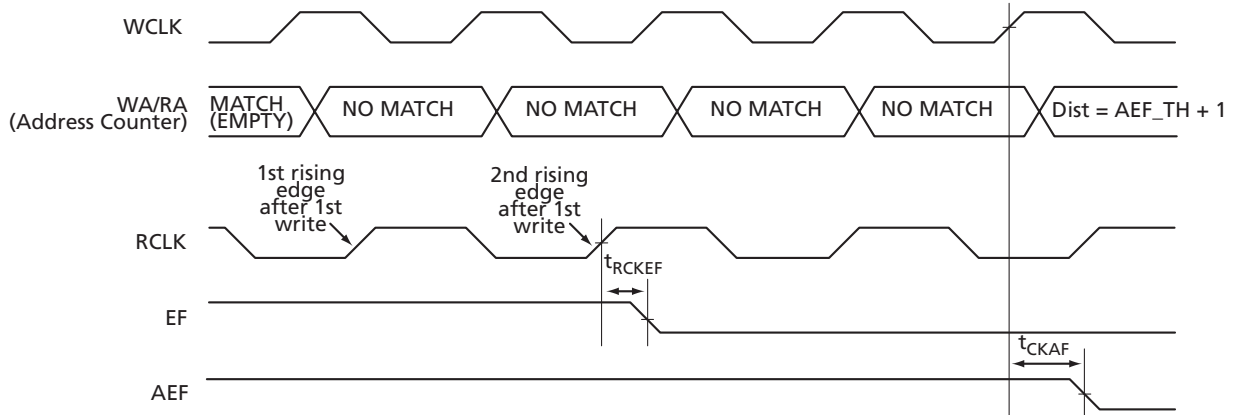 WCLK
WA/RA
(Address Counter)
MATCH
(EMPTY)
NO MATCH
NO MATCH
NO MATCH
NO MATCH
Dist = AEF_TH + 1
1st rising
edge
after 1st
write
2nd rising
edge
after 1st
write
RCLK
tRCKEF
EF
tCKAF
AEF